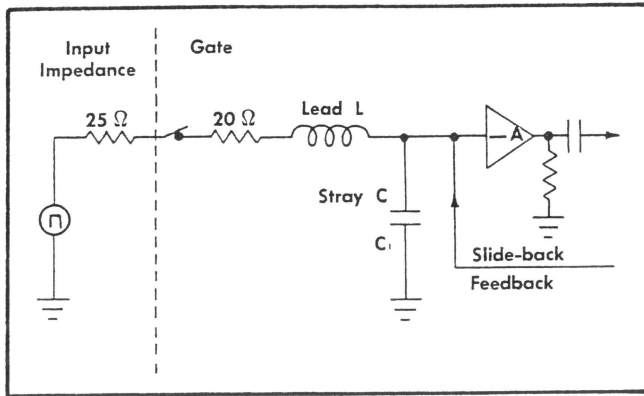 Input
Impedance
Gate
25 Ω
20 Ω
Lead L
– A
Stray C
C₁
Slide-back
Feedback